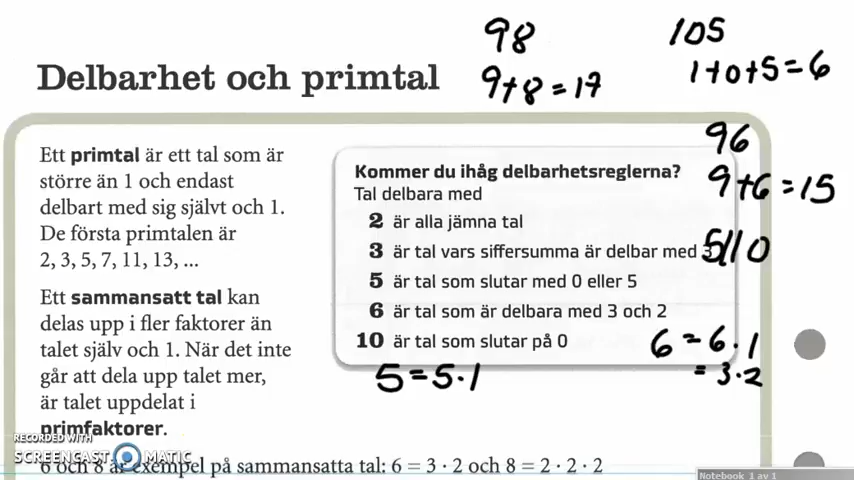 98
9+8=17
105
1+0+5=6
Delbarhet och primtal
96
9+6=15
5//0
Ett primtal är ett tal som är
större än 1 och endast
delbart med sig självt och 1.
De första primtalen är
2, 3, 5, 7, 11, 13, ...
Ett sammansatt tal kan
delas upp i fler faktorer än
talet själv och 1. När det inte
går att dela upp talet mer,
är talet uppdelat i
primfaktorer.
Kommer du ihåg delbarhetsreglerna?
Tal delbara med
2 är alla jämna tal
3 är tal vars siffersumma är delbar med 3
5 är tal som slutar med 0 eller 5
6 är tal som är delbara med 3 och 2
10 är tal som slutar på 0
6=6·1
=3·2
5=5·1
RECORDED WITH
SCREENCAST MATIC
6 och 8 är exempel på sammansatta tal: 6 = 3 · 2 och 8 = 2 · 2 · 2
Notebook 1 av 1